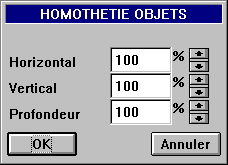 HOMOTHETIE OBJETS
Horizontal 100 %
Vertical 100 %
Profondeur 100 %
OK Annuler